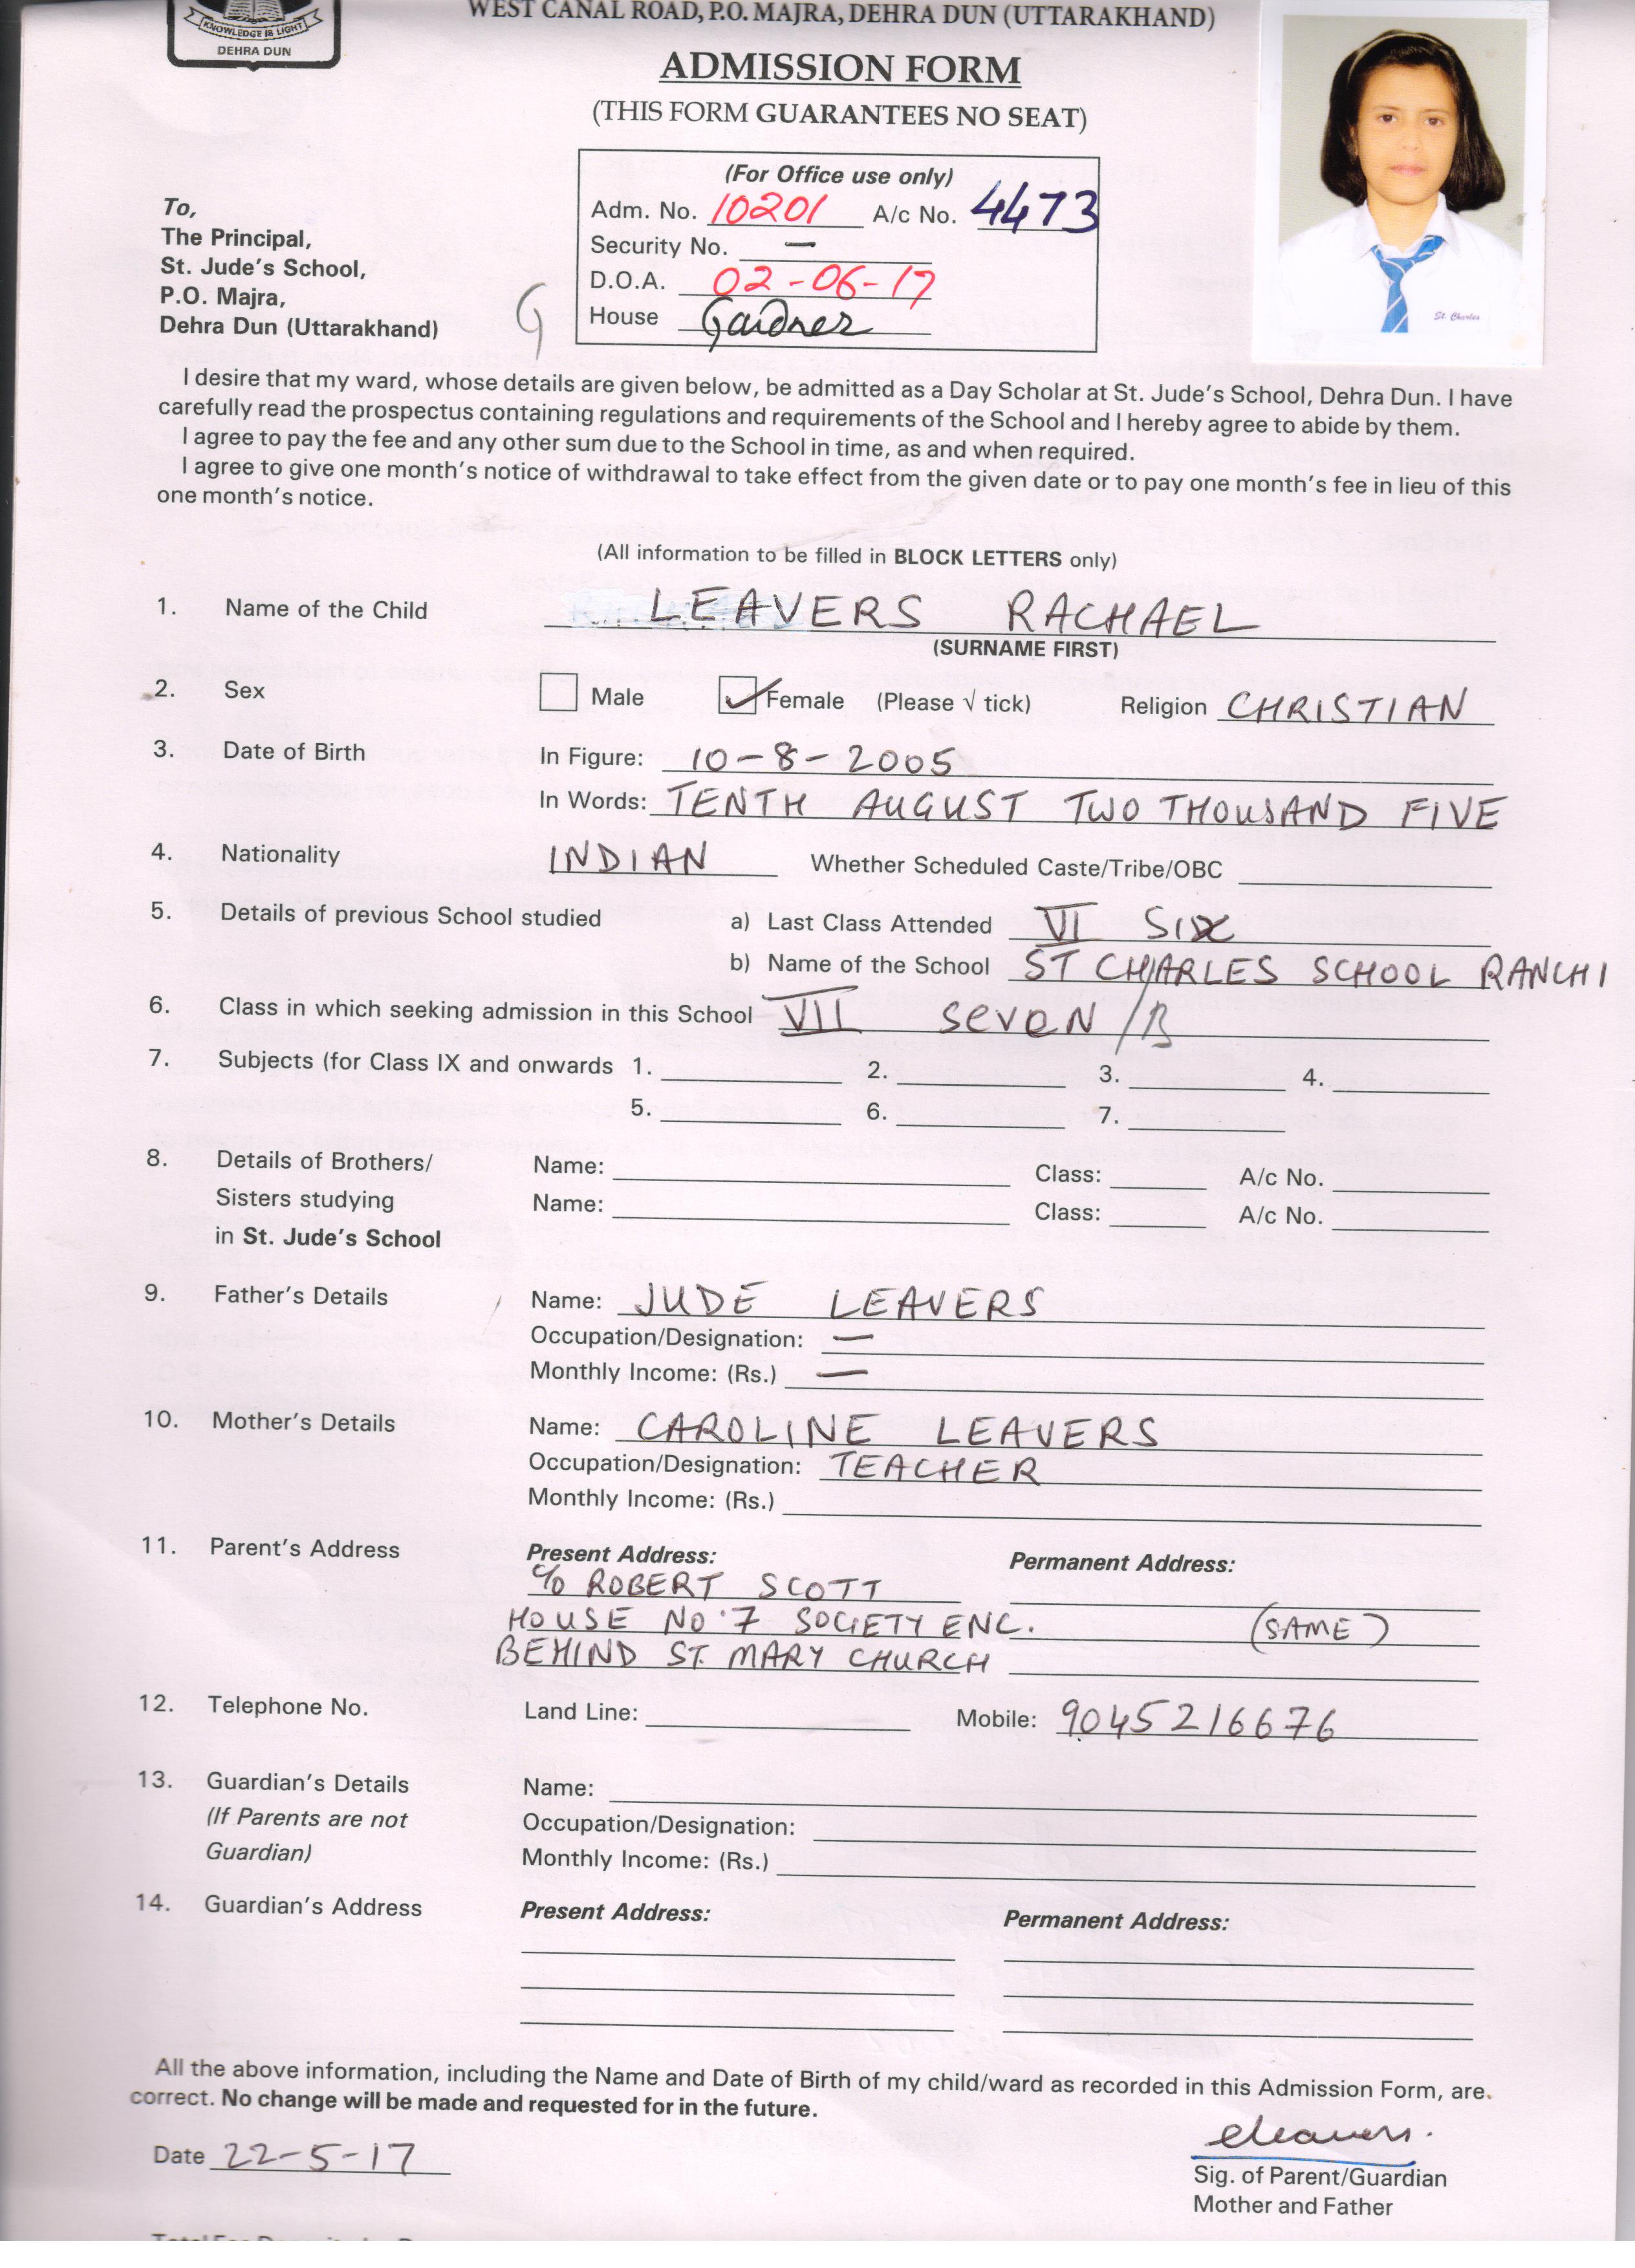 KNOWLEDGE IS LIGHT
DEHRA DUN
WEST CANAL ROAD, P.O. MAJRA, DEHRA DUN (UTTARAKHAND)
ADMISSION FORM
(THIS FORM GUARANTEES NO SEAT)
(For Office use only)
Adm. No. 10201 A/c No. 4473
Security No. —
D.O.A. 02-06-17
House Gardner
To,
The Principal,
St. Jude's School,
P.O. Majra,
Dehra Dun (Uttarakhand)
G
St. Charles
I desire that my ward, whose details are given below, be admitted as a Day Scholar at St. Jude's School, Dehra Dun. I have
carefully read the prospectus containing regulations and requirements of the School and I hereby agree to abide by them.
I agree to pay the fee and any other sum due to the School in time, as and when required.
I agree to give one month's notice of withdrawal to take effect from the given date or to pay one month's fee in lieu of this
one month's notice.
(All information to be filled in BLOCK LETTERS only)
1. Name of the Child LEAVERS RACHAEL
(SURNAME FIRST)
2. Sex Male Female (Please √ tick) Religion CHRISTIAN
3. Date of Birth In Figure: 10-8-2005
In Words: TENTH AUGUST TWO THOUSAND FIVE
4. Nationality INDIAN Whether Scheduled Caste/Tribe/OBC
5. Details of previous School studied a) Last Class Attended VI SIX
b) Name of the School ST CHARLES SCHOOL RANCHI
6. Class in which seeking admission in this School VII SEVEN /B
7. Subjects (for Class IX and onwards 1. 2. 3. 4.
5. 6. 7.
8. Details of Brothers/ Name: Class: A/c No.
Sisters studying Name: Class: A/c No.
in St. Jude's School
9. Father's Details Name: JUDE LEAVERS
Occupation/Designation: —
Monthly Income: (Rs.) —
10. Mother's Details Name: CAROLINE LEAVERS
Occupation/Designation: TEACHER
Monthly Income: (Rs.)
11. Parent's Address Present Address: Permanent Address:
C/O ROBERT SCOTT
HOUSE NO 7 SOCIETY ENC. (SAME)
BEHIND ST. MARY CHURCH
12. Telephone No. Land Line: Mobile: 9045216676
13. Guardian's Details Name:
(If Parents are not Occupation/Designation:
Guardian) Monthly Income: (Rs.)
14. Guardian's Address Present Address: Permanent Address:
All the above information, including the Name and Date of Birth of my child/ward as recorded in this Admission Form, are
correct. No change will be made and requested for in the future.
Date 22-5-17 cleavers.
Sig. of Parent/Guardian
Mother and Father